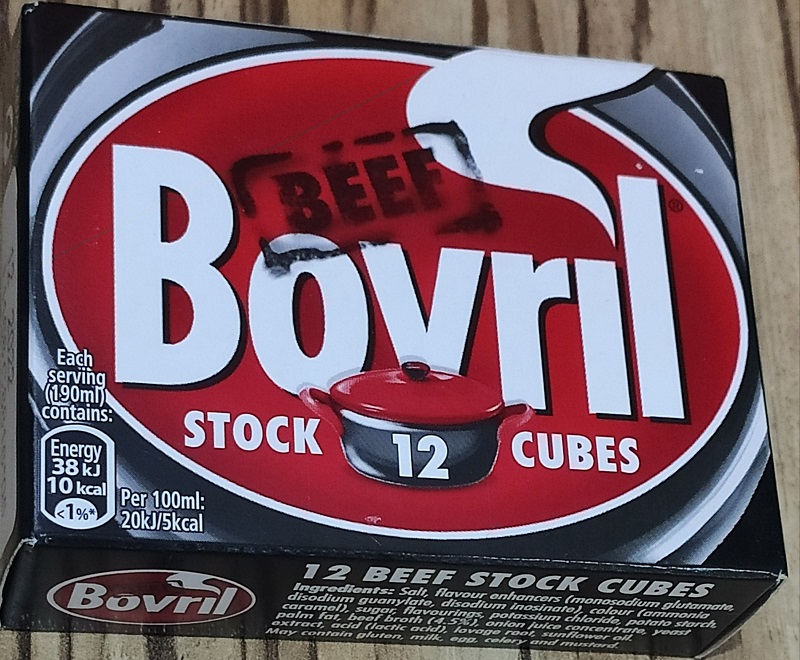 BEEF
Bovril
®
STOCK 12 CUBES
Each
serving
(190ml)
contains:
Energy
38 kJ
10 kcal
<1%*
Per 100ml:
20kJ/5kcal
Bovril
12 BEEF STOCK CUBES
Ingredients: Salt, flavour enhancers (monosodium glutamate,
disodium guanylate, disodium inosinate), colour (ammonia
caramel), sugar, flavourings, potassium chloride, potato starch,
palm fat, beef broth (4.5%), onion juice concentrate, yeast
extract, acid (lactic acid), lovage root, sunflower oil.
May contain gluten, milk, egg, celery and mustard.